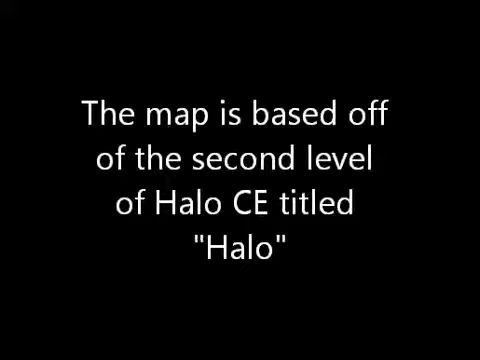 The map is based off
of the second level
of Halo CE titled
"Halo"